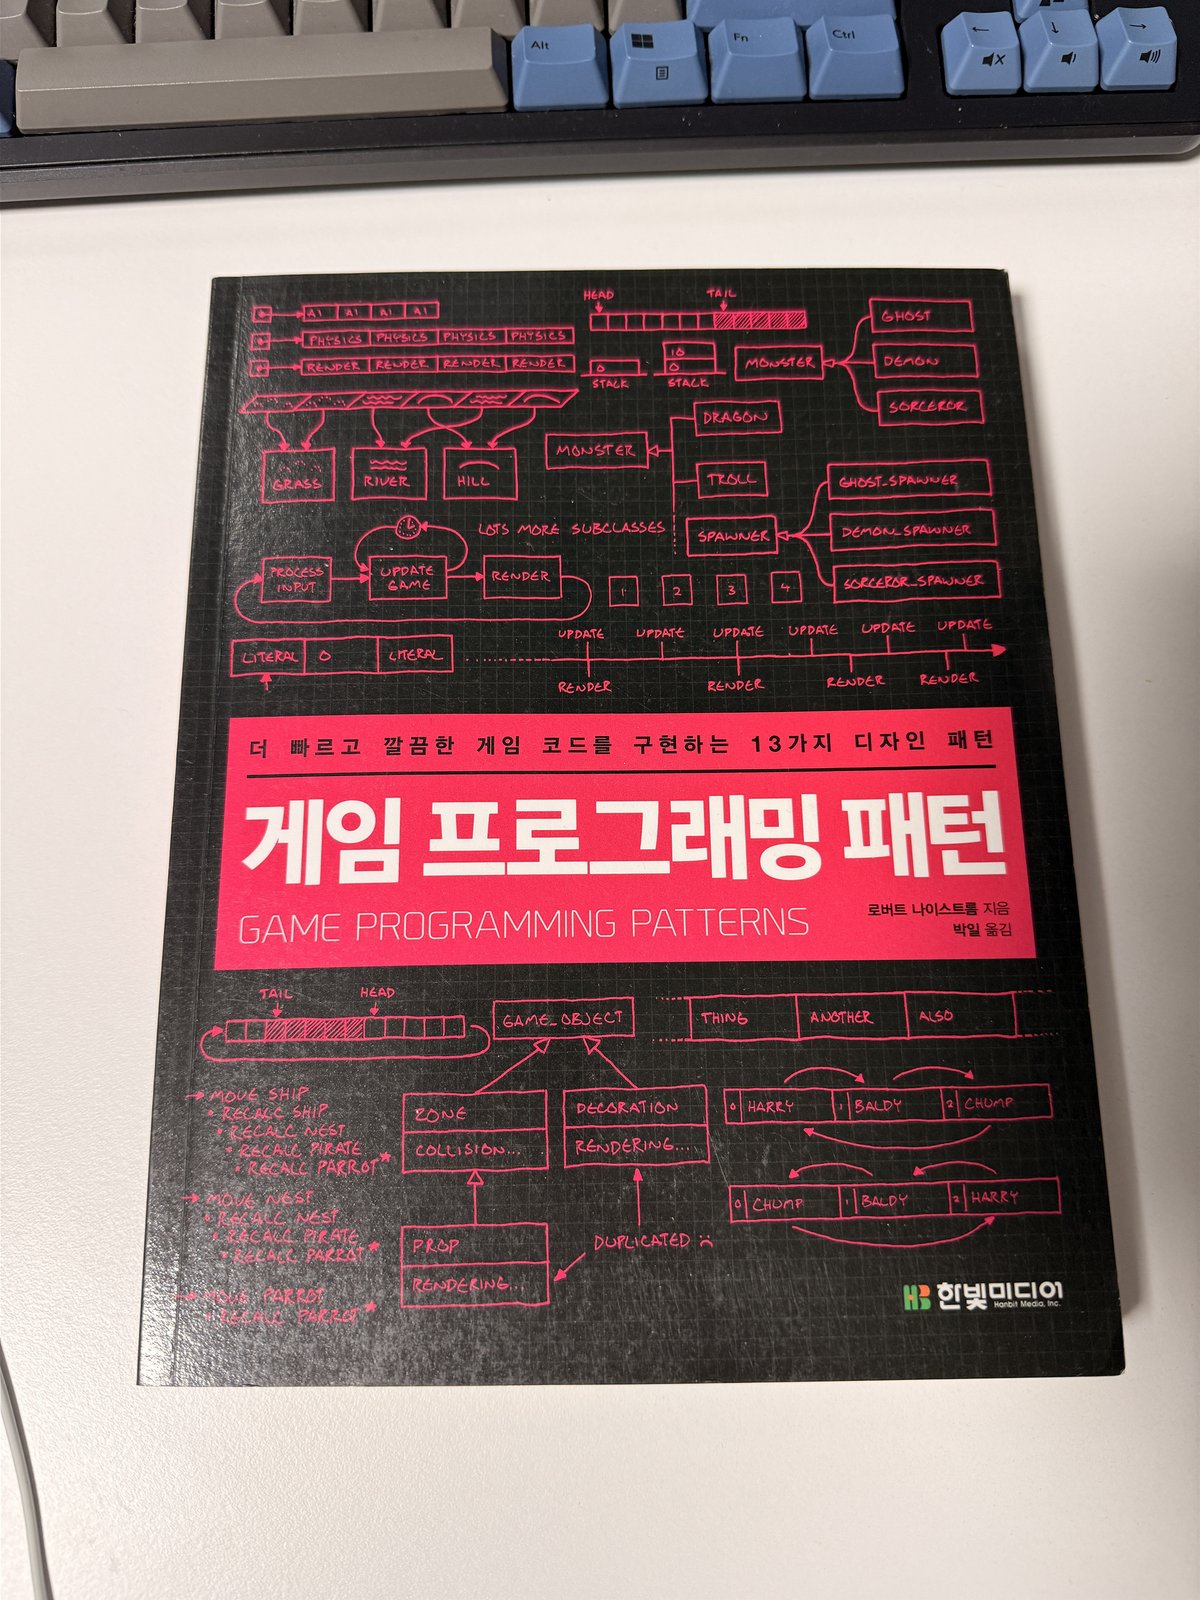 Alt
Fn
Ctrl
HEAD
TAIL
AI AI AI AI
PHYSICS PHYSICS PHYSICS PHYSICS
RENDER RENDER RENDER RENDER
0
STACK
10
0
STACK
MONSTER
GHOST
DEMON
SORCEROR
GRASS
RIVER
HILL
MONSTER
DRAGON
TROLL
LOTS MORE SUBCLASSES
SPAWNER
GHOST_SPAWNER
DEMON_SPAWNER
SORCEROR_SPAWNER
PROCESS
INPUT
UPDATE
GAME
RENDER
1 2 3 4
LITERAL 0 LITERAL
UPDATE UPDATE UPDATE UPDATE UPDATE UPDATE
RENDER RENDER RENDER RENDER
더 빠르고 깔끔한 게임 코드를 구현하는 13가지 디자인 패턴
게임 프로그래밍 패턴
GAME PROGRAMMING PATTERNS
로버트 나이스트롬 지음
박일 옮김
TAIL
HEAD
GAME_OBJECT
THING ANOTHER ALSO
→ MOVE SHIP
• RECALC SHIP
• RECALC NEST
• RECALC PIRATE
• RECALC PARROT★
→ MOVE NEST
• RECALC NEST
• RECALC PIRATE
• RECALC PARROT★
→ MOVE PARROT
• RECALC PARROT★
ZONE
COLLISION...
DECORATION
RENDERING...
PROP
RENDERING...
DUPLICATED :(
0 HARRY 1 BALDY 2 CHUMP
0 CHUMP 1 BALDY 2 HARRY
HB 한빛미디어
Hanbit Media, Inc.